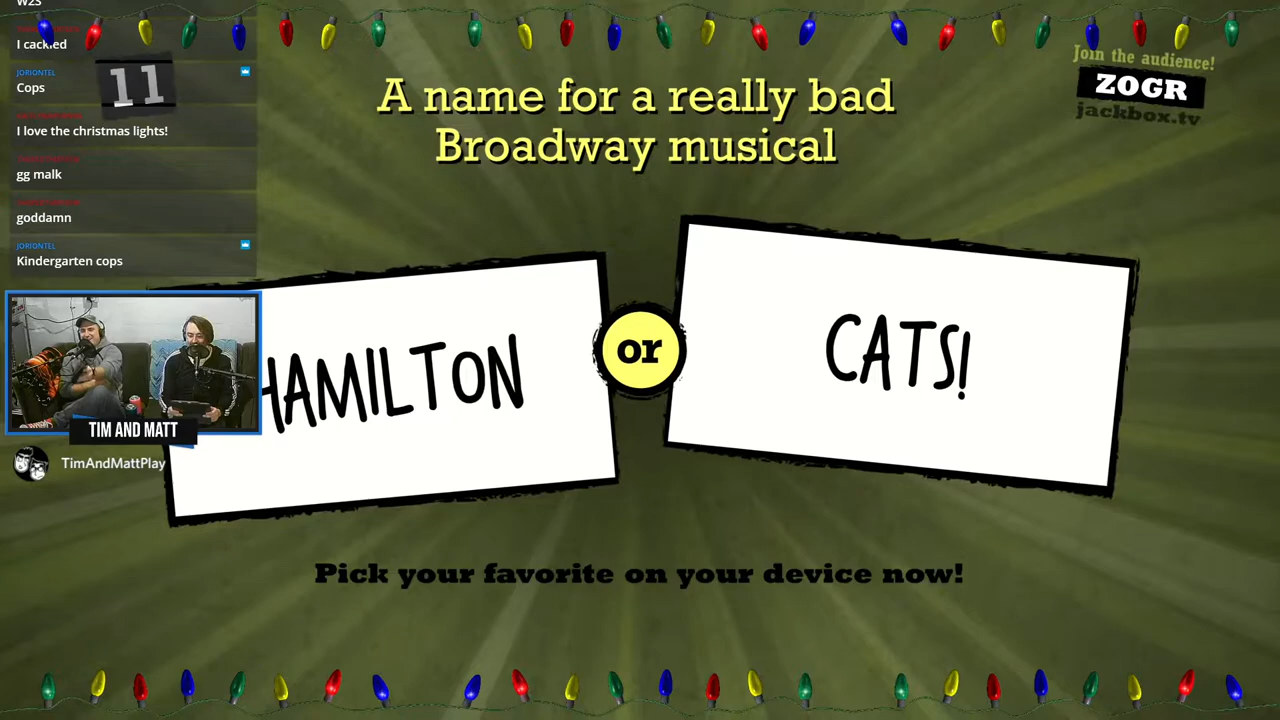 W2S
I cackled
JORIONTEL
Cops
I love the christmas lights!
gg malk
goddamn
JORIONTEL
Kindergarten cops
11
A name for a really bad
Broadway musical
Join the audience!
ZOGR
jackbox.tv
HAMILTON
or
CATS!
TIM AND MATT
TimAndMattPlay
Pick your favorite on your device now!